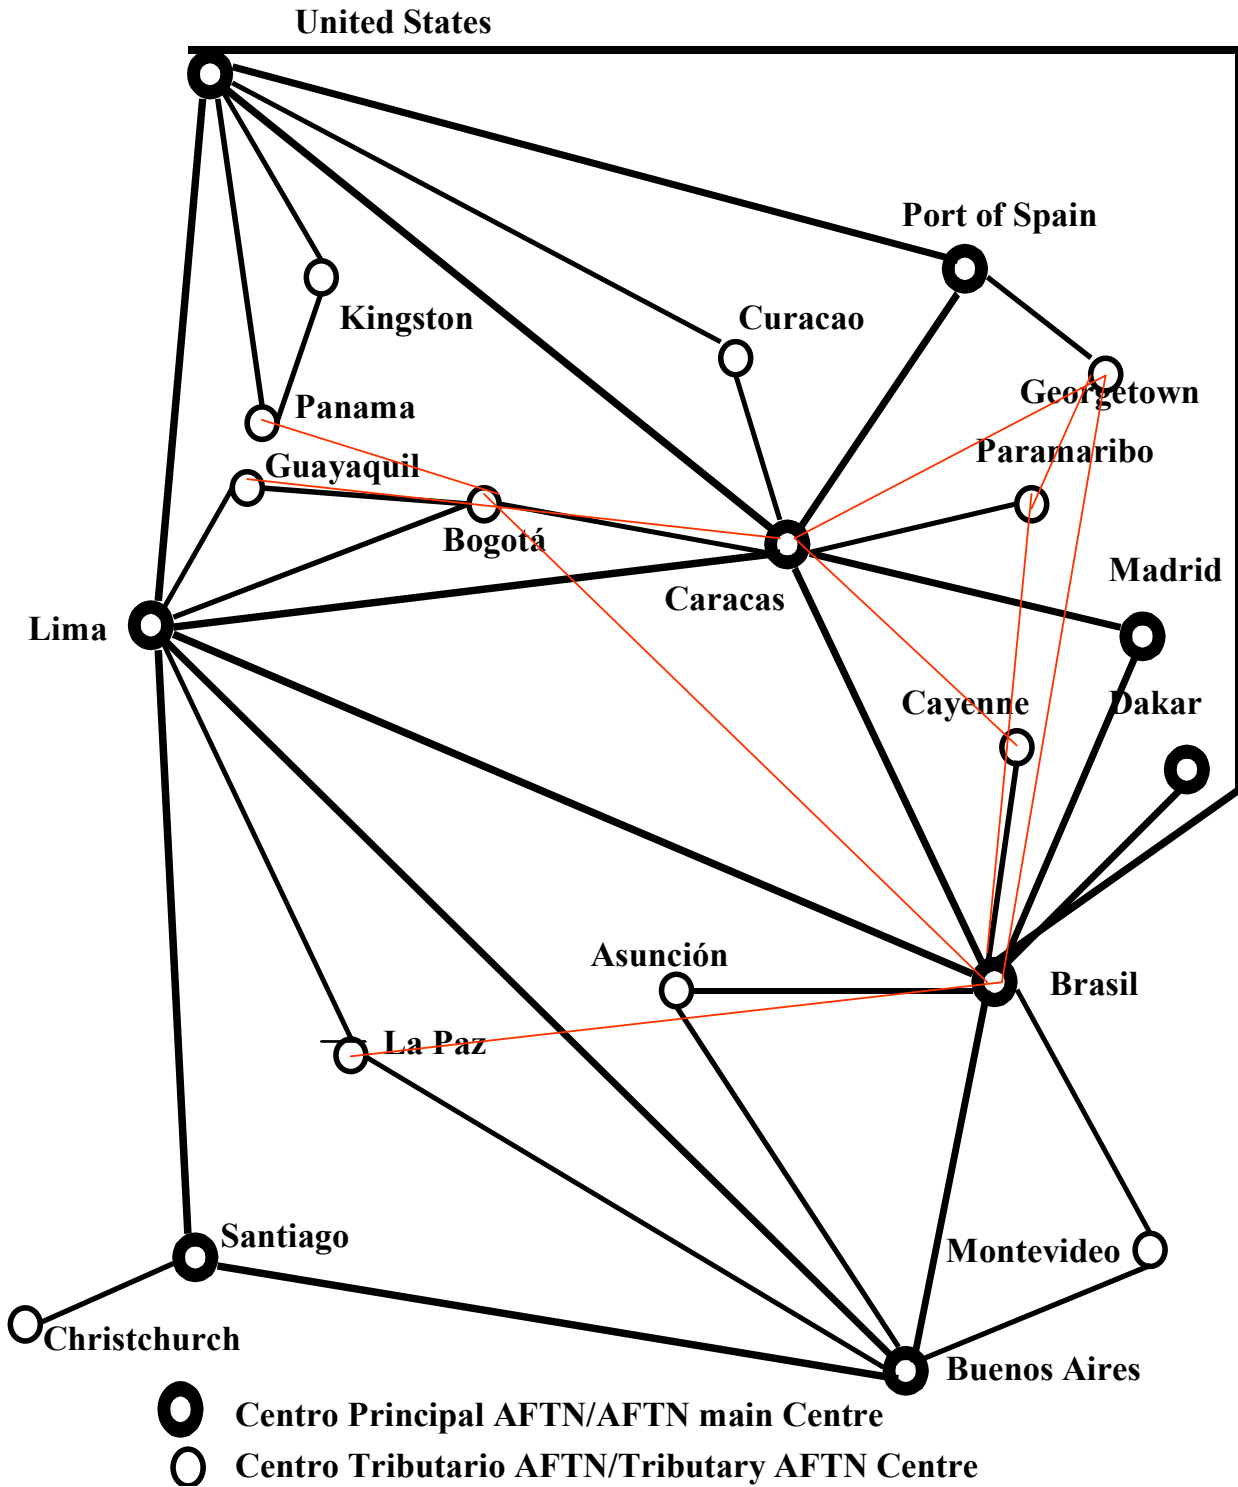 United States
Port of Spain
Kingston
Curacao
Georgetown
Panama
Paramaribo
Guayaquil
Bogotá
Madrid
Caracas
Lima
Cayenne
Dakar
Asunción
Brasil
La Paz
Santiago
Montevideo
Christchurch
Buenos Aires
Centro Principal AFTN/AFTN main Centre
Centro Tributario AFTN/Tributary AFTN Centre